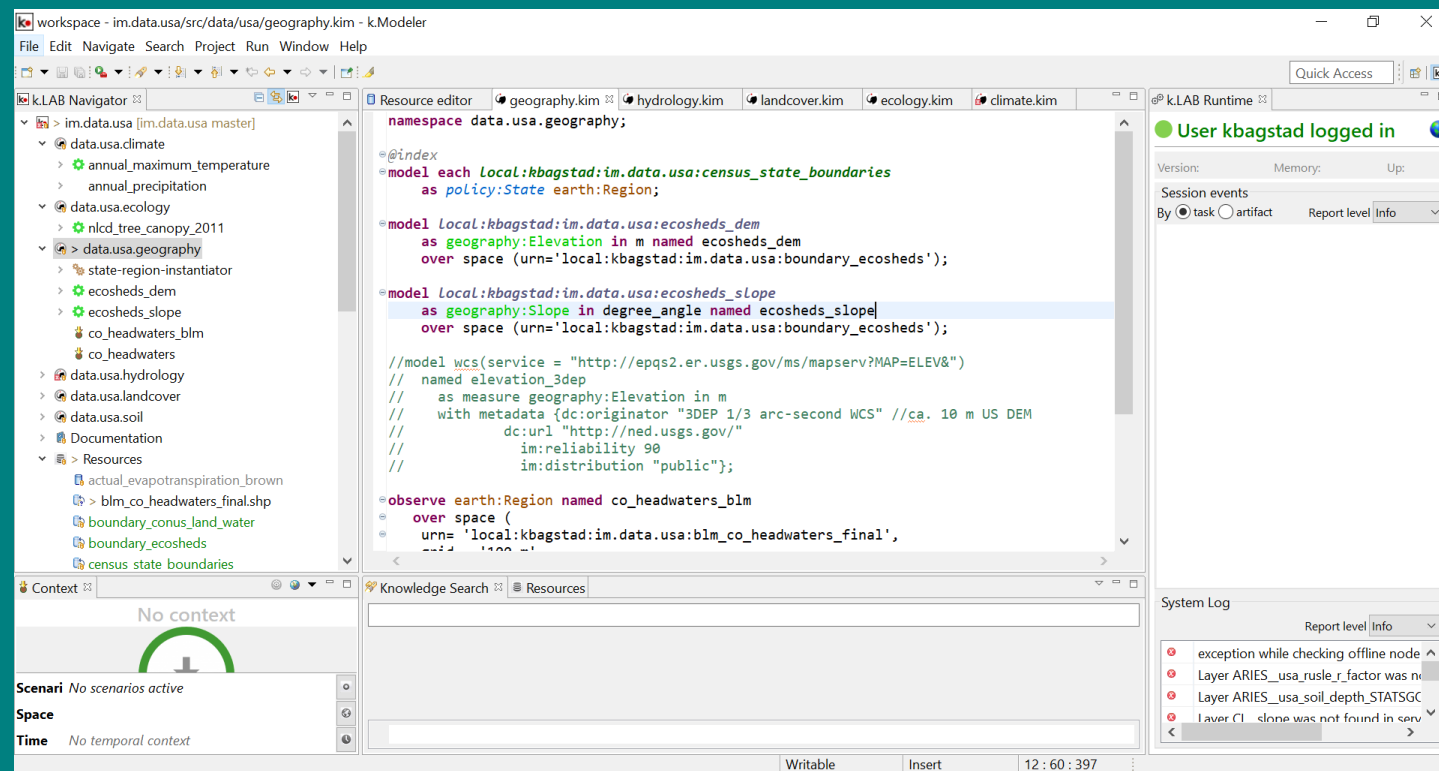 workspace - im.data.usa/src/data/usa/geography.kim - k.Modeler
File Edit Navigate Search Project Run Window Help
Quick Access
k.LAB Navigator
> im.data.usa [im.data.usa master]
data.usa.climate
annual_maximum_temperature
annual_precipitation
data.usa.ecology
nlcd_tree_canopy_2011
> data.usa.geography
state-region-instantiator
ecosheds_dem
ecosheds_slope
co_headwaters_blm
co_headwaters
data.usa.hydrology
data.usa.landcover
data.usa.soil
Documentation
> Resources
actual_evapotranspiration_brown
> blm_co_headwaters_final.shp
boundary_conus_land_water
boundary_ecosheds
census state boundaries
Resource editor geography.kim hydrology.kim landcover.kim ecology.kim climate.kim
namespace data.usa.geography;
@index
model each local:kbagstad:im.data.usa:census_state_boundaries
as policy:State earth:Region;
model local:kbagstad:im.data.usa:ecosheds_dem
as geography:Elevation in m named ecosheds_dem
over space (urn='local:kbagstad:im.data.usa:boundary_ecosheds');
model local:kbagstad:im.data.usa:ecosheds_slope
as geography:Slope in degree_angle named ecosheds_slope
over space (urn='local:kbagstad:im.data.usa:boundary_ecosheds');
//model wcs(service = "http://epqs2.er.usgs.gov/ms/mapserv?MAP=ELEV&")
// named elevation_3dep
// as measure geography:Elevation in m
// with metadata {dc:originator "3DEP 1/3 arc-second WCS" //ca. 10 m US DEM
// dc:url "http://ned.usgs.gov/"
// im:reliability 90
// im:distribution "public"};
observe earth:Region named co_headwaters_blm
over space (
urn= 'local:kbagstad:im.data.usa:blm_co_headwaters_final',
k.LAB Runtime
User kbagstad logged in
Version: Memory: Up:
Session events
By task artifact Report level Info
Context
No context
Scenari No scenarios active
Space
Time No temporal context
Knowledge Search Resources
System Log
Report level Info
exception while checking offline node
Layer ARIES__usa_rusle_r_factor was
Layer ARIES__usa_soil_depth_STATSGC
Layer CI slope was not found in serv
Writable Insert 12 : 60 : 397